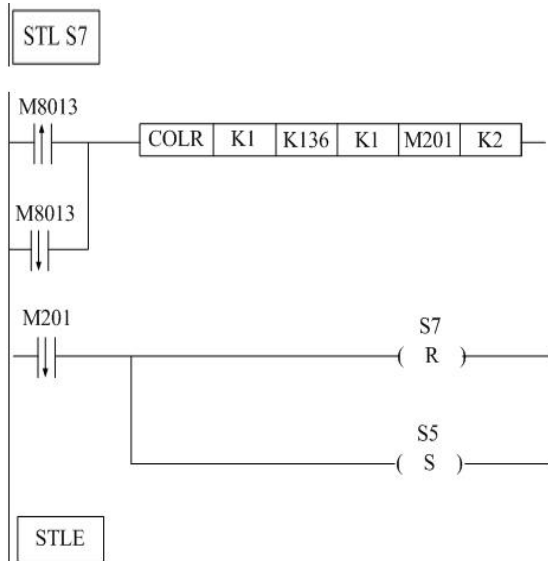 STL S7
M8013
COLR K1 K136 K1 M201 K2
M8013
M201
S7
R
S5
S
STLE